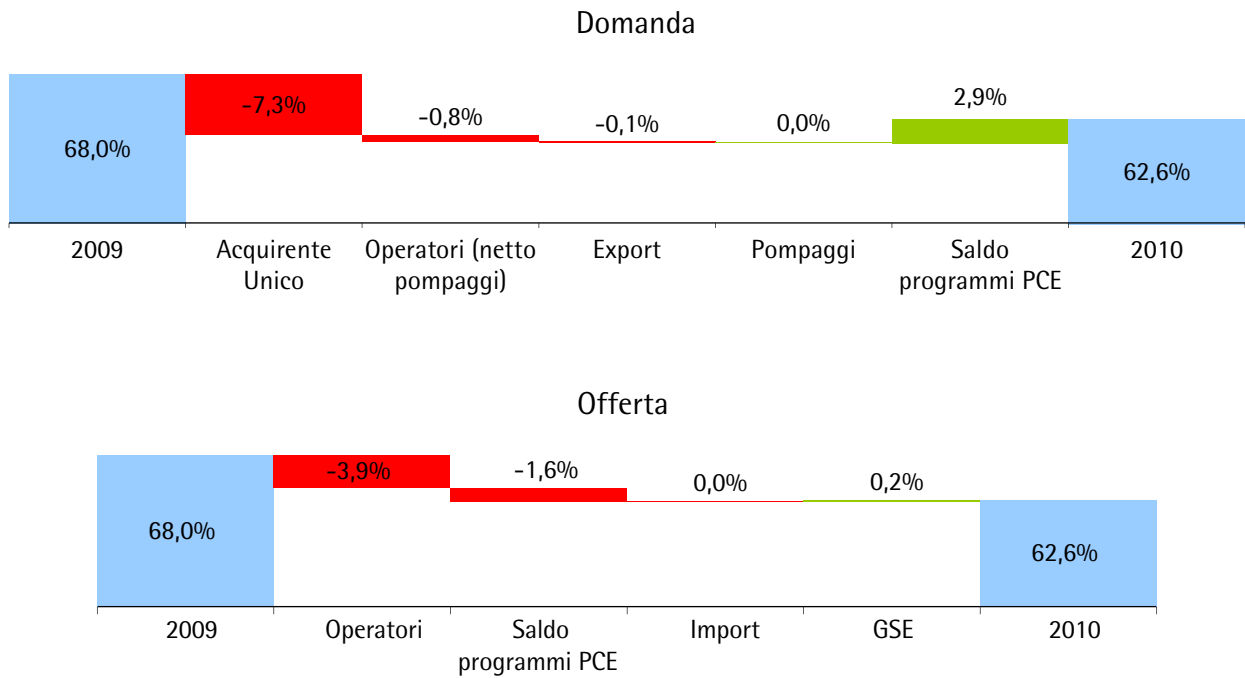 Domanda
68,0%
-7,3%
-0,8%
-0,1%
0,0%
2,9%
62,6%
2009
Acquirente
Unico
Operatori (netto
pompaggi)
Export
Pompaggi
Saldo
programmi PCE
2010
Offerta
68,0%
-3,9%
-1,6%
0,0%
0,2%
62,6%
2009
Operatori
Saldo
programmi PCE
Import
GSE
2010